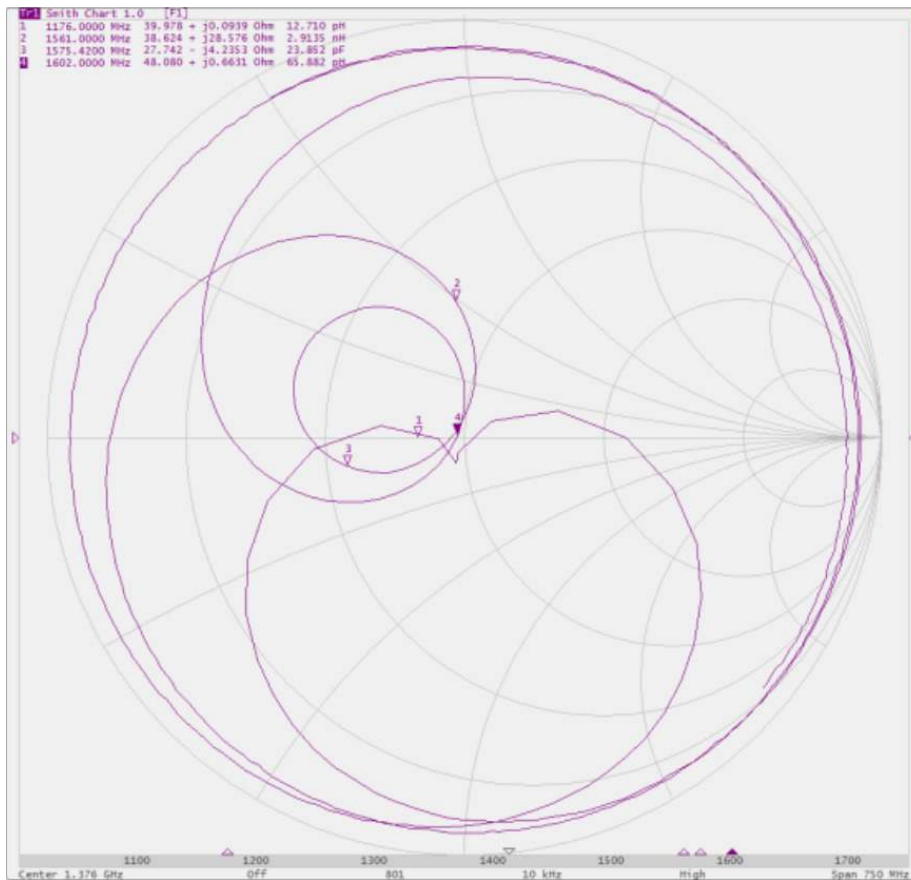 Tr1 Smith Chart 1.0 [F1]
1 1176.0000 MHz 39.978 + j0.0939 Ohm 12.710 pH
2 1561.0000 MHz 38.624 + j28.576 Ohm 2.9135 nH
3 1575.4200 MHz 27.742 - j4.2353 Ohm 23.852 pF
4 1602.0000 MHz 48.080 + j0.6631 Ohm 65.882 pH
2
1
4
3
1100 1200 1300 1400 1500 1600 1700
Center 1.376 GHz Off 801 10 kHz High Span 750 MHz